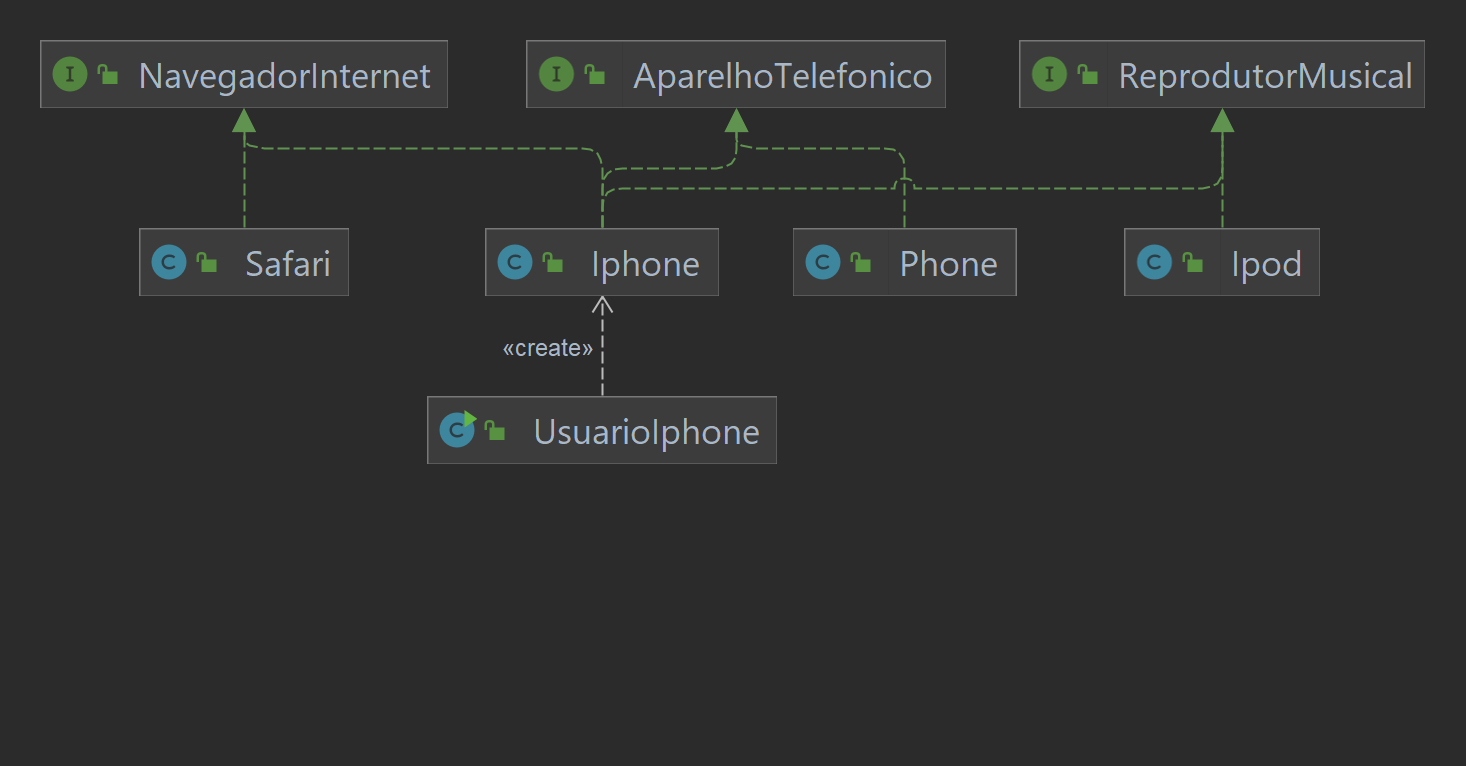 I NavegadorInternet
I AparelhoTelefonico
I ReprodutorMusical
C Safari
C Iphone
C Phone
C Ipod
«create»
C UsuarioIphone